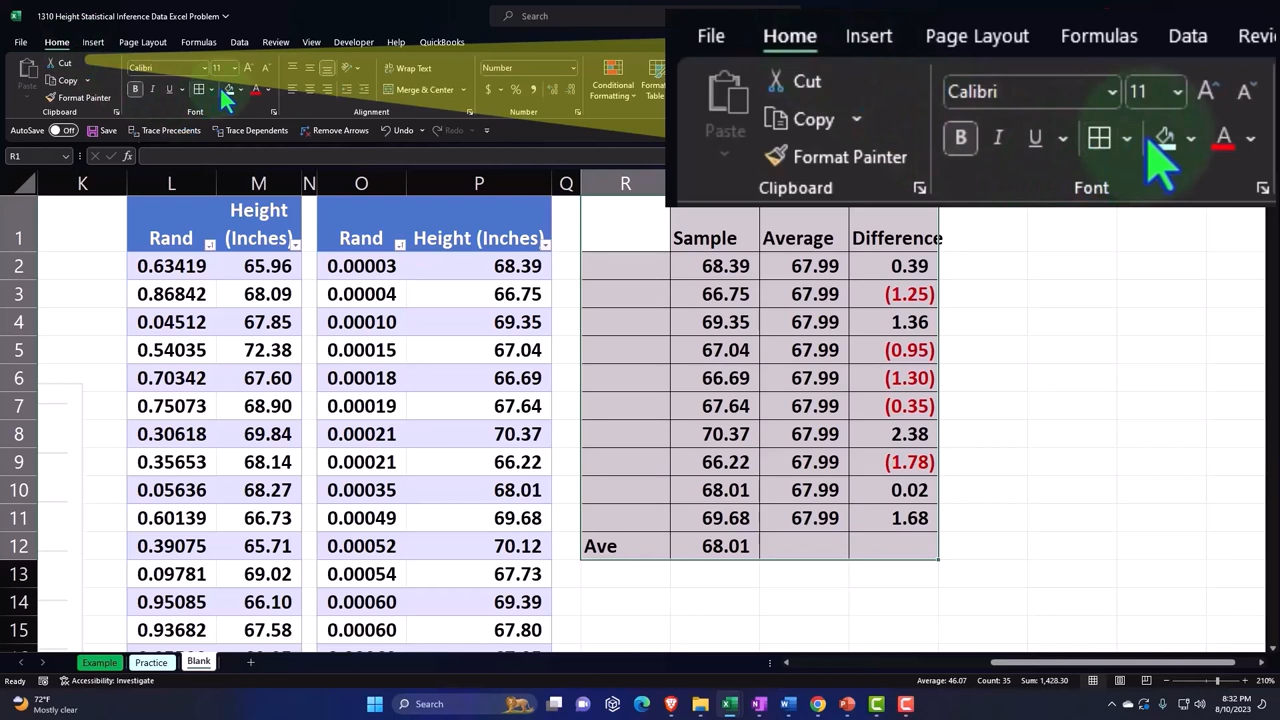 1310 Height Statistical Inference Data Excel Problem
Search
File Home Insert Page Layout Formulas Data Review View Developer Help QuickBooks
Cut
Copy
Format Painter
Clipboard
Calibri 11
B I U
Font
Wrap Text
Merge & Center
Alignment
Number
$ % 9
Conditional
Formatting
Format
Table
File Home Insert Page Layout Formulas Data
Paste
Cut
Copy
Format Painter
Clipboard
Calibri 11
B I U A
Font
AutoSave Off Save Trace Precedents Undo Trace Dependents Remove Arrows Freeze Panes
R1 fx
K L M N O P Q R
1 Rand Height (Inches) Rand Height (Inches) Sample Average Difference
2 0.63419 65.96 0.00003 68.39 68.39 67.99 0.39
3 0.86842 68.09 0.00004 66.75 66.75 67.99 (1.25)
4 0.04512 67.85 0.00010 69.35 69.35 67.99 1.36
5 0.54035 72.38 0.00015 67.04 67.04 67.99 (0.95)
6 0.70342 67.60 0.00018 66.69 66.69 67.99 (1.30)
7 0.75073 68.90 0.00019 67.64 67.64 67.99 (0.35)
8 0.30618 69.84 0.00021 70.37 70.37 67.99 2.38
9 0.35653 68.14 0.00021 66.22 66.22 67.99 (1.78)
10 0.05636 68.27 0.00035 68.01 68.01 67.99 0.02
11 0.60139 66.73 0.00049 69.68 69.68 67.99 1.68
12 0.39075 65.71 0.00052 70.12 Ave 68.01
13 0.09781 69.02 0.00054 67.73
14 0.95085 66.10 0.00060 69.39
15 0.93682 67.58 0.00060 67.80
Example Practice Blank
Ready Accessibility: Investigate Average: 46.07 Count: 35 Sum: 1,428.30 210%
72°F
Mostly clear
Search
8:32 PM
8/10/2023